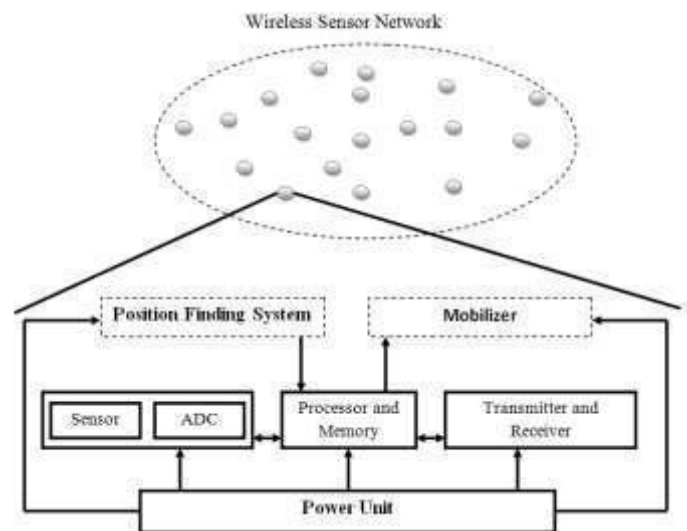 Wireless Sensor Network
Position Finding System
Mobilizer
Sensor
ADC
Processor and
Memory
Transmitter and
Receiver
Power Unit